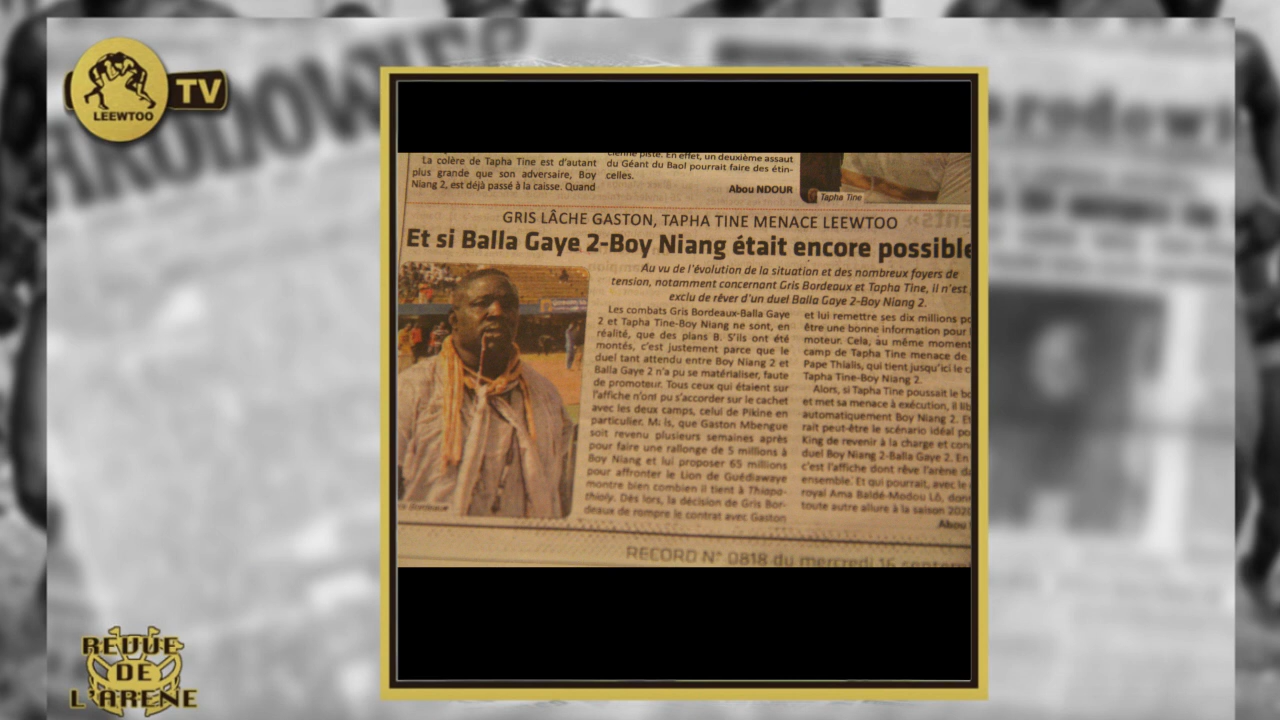 LEEWTOO
TV
La colère de Tapha Tine est d'autant
plus grande que son adversaire, Boy
Niang 2, est déjà passé à la caisse. Quand
cienne piste. En effet, un deuxième assaut
du Géant du Baol pourrait faire des étin-
celles.
Abou NDOUR
Tapha Tine
GRIS LÂCHE GASTON, TAPHA TINE MENACE LEEWTOO
Et si Balla Gaye 2-Boy Niang était encore possible
Au vu de l'évolution de la situation et des nombreux foyers de
tension, notamment concernant Gris Bordeaux et Tapha Tine, il n'est
exclu de rêver d'un duel Balla Gaye 2-Boy Niang 2.
Les combats Gris Bordeaux-Balla Gaye
2 et Tapha Tine-Boy Niang ne sont, en
réalité, que des plans B. S'ils ont été
montés, c'est justement parce que le
duel tant attendu entre Boy Niang 2 et
Balla Gaye 2 n'a pu se matérialiser, faute
de promoteur. Tous ceux qui étaient sur
l'affiche n'ont pu s'accorder sur le cachet
avec les deux camps, celui de Pikine en
particulier. que Gaston Mbengue
soit revenu plusieurs semaines après
pour faire une rallonge de 5 millions à
Boy Niang et lui proposer 65 millions
pour affronter le Lion de Guédiawaye
montre bien combien il tient à Thiapa-
thioly. Dès lors, la décision de Gris Bor-
deaux de rompre le contrat avec Gaston
et lui remettre ses dix millions
être une bonne information pour
moteur. Cela, au même moment
camp de Tapha Tine menace de
Pape Thialis, qui tient jusqu'ici le
Tapha Tine-Boy Niang 2.
Alors, si Tapha Tine poussait le
et met sa menace à exécution, il
automatiquement Boy Niang 2.
rait peut-être le scénario idéal
King de revenir à la charge et
duel Boy Niang 2-Balla Gaye 2. En
c'est l'affiche dont rêve l'arène
ensemble. Et qui pourrait, avec le
royal Ama Baldé-Modou Lô,
toute autre allure à la saison
Abou
Bordeaux
RECORD N° 0818 du mercredi 16
REVUE
DE
L'ARENE